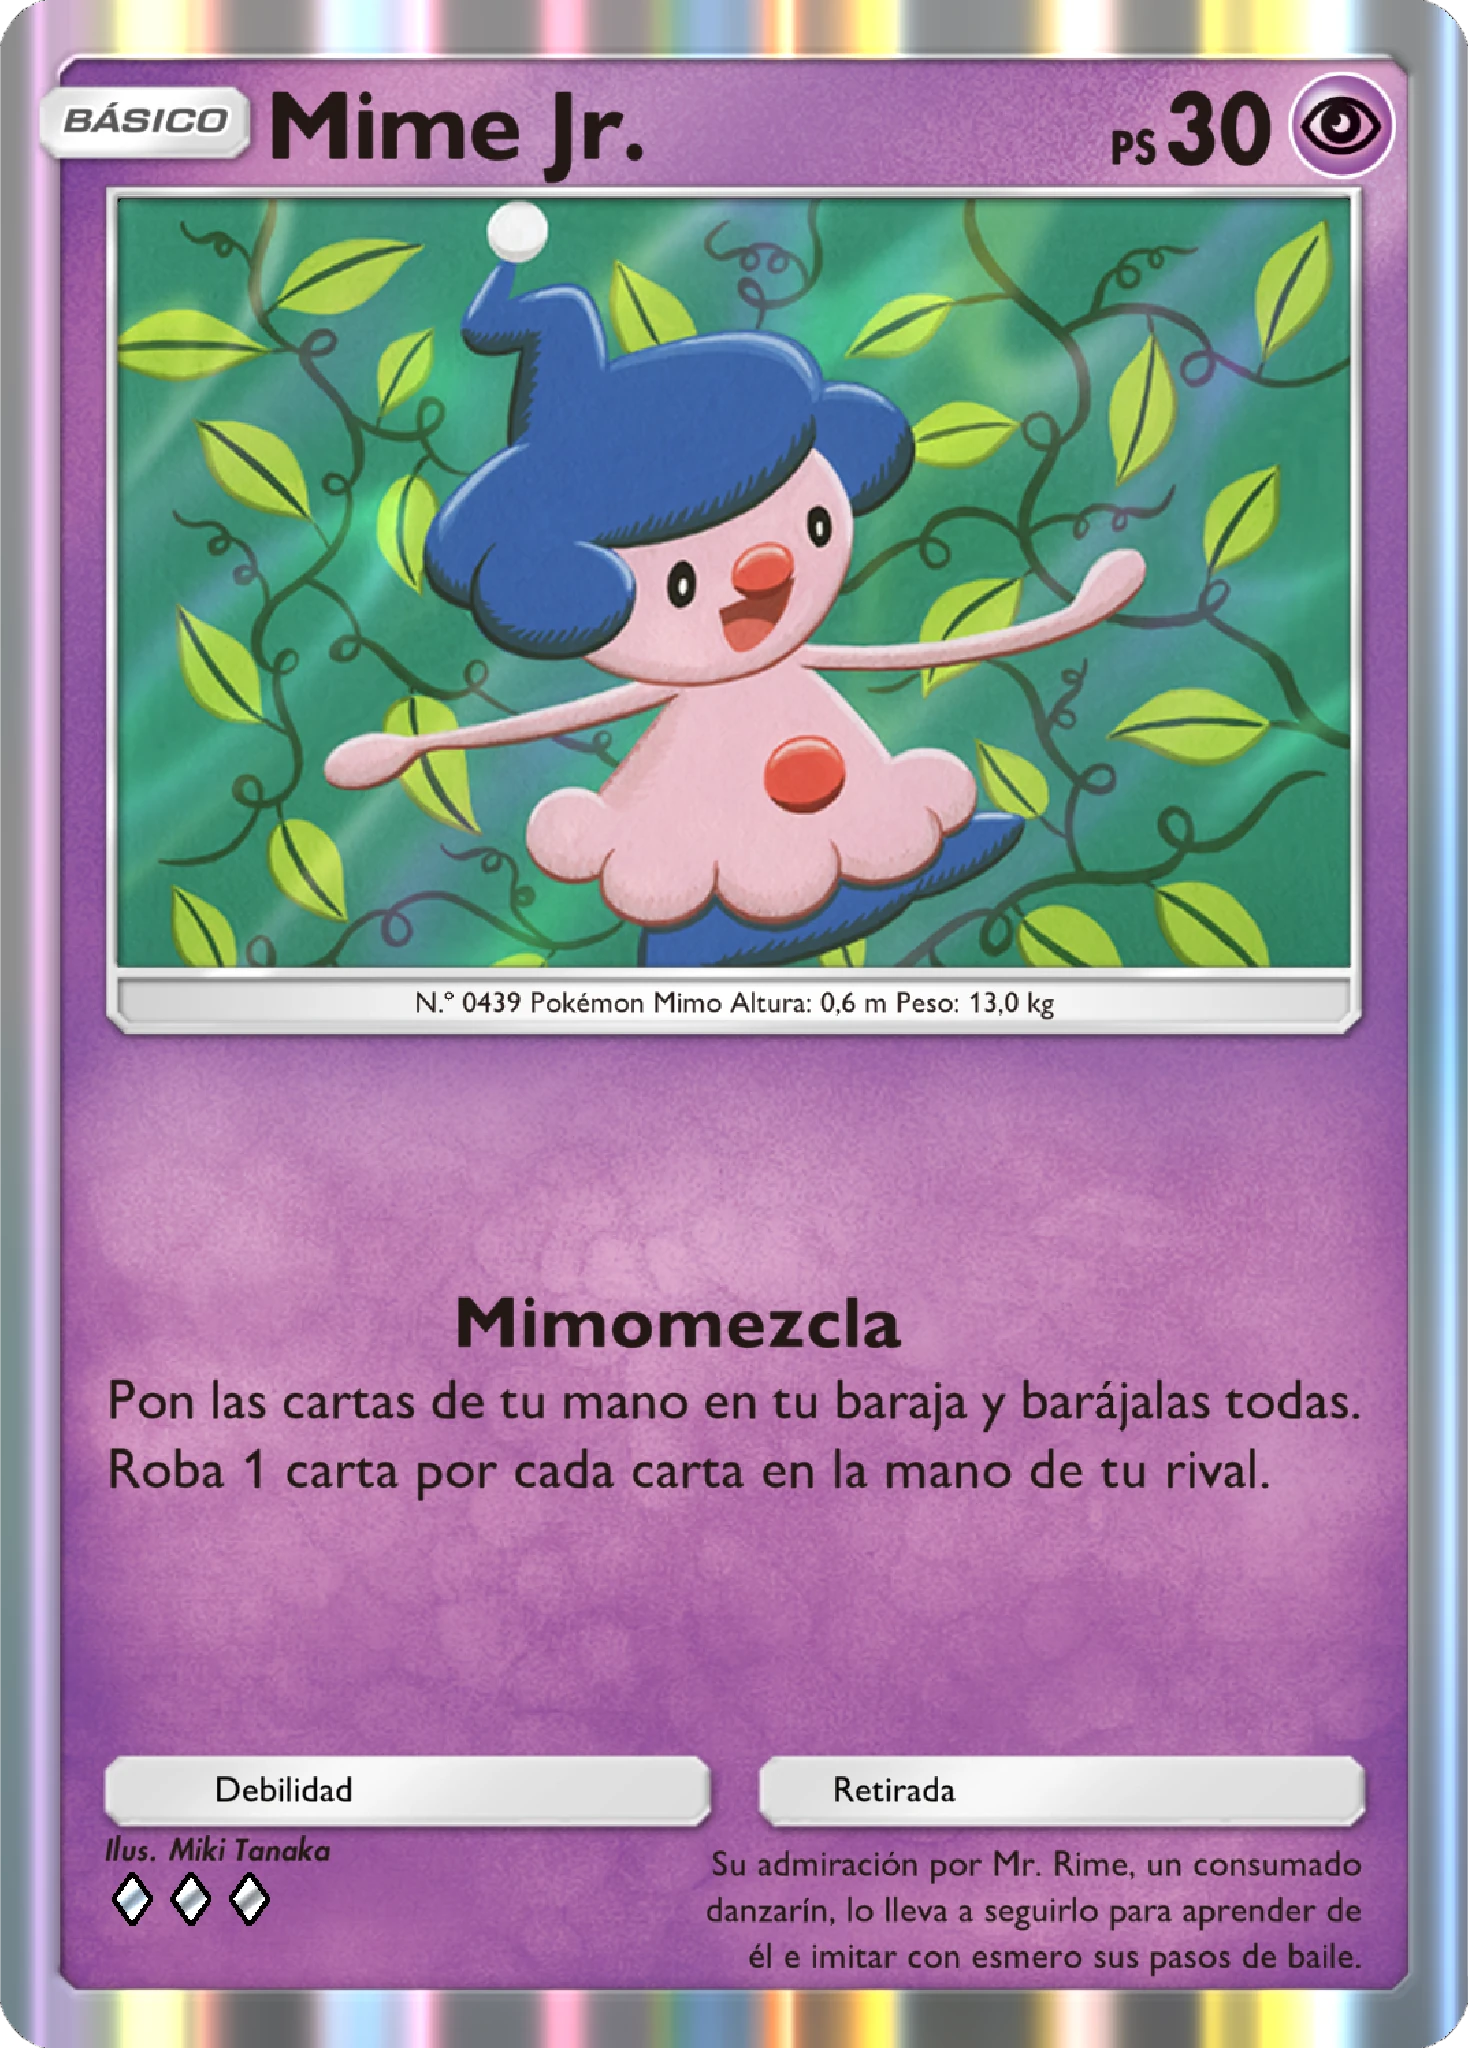 BÁSICO Mime Jr. PS 30
N.º 0439 Pokémon Mimo Altura: 0,6 m Peso: 13,0 kg
Mimomezcla
Pon las cartas de tu mano en tu baraja y barájalas todas.
Roba 1 carta por cada carta en la mano de tu rival.
Debilidad
Retirada
Ilus. Miki Tanaka
Su admiración por Mr. Rime, un consumado
danzarín, lo lleva a seguirlo para aprender de
él e imitar con esmero sus pasos de baile.